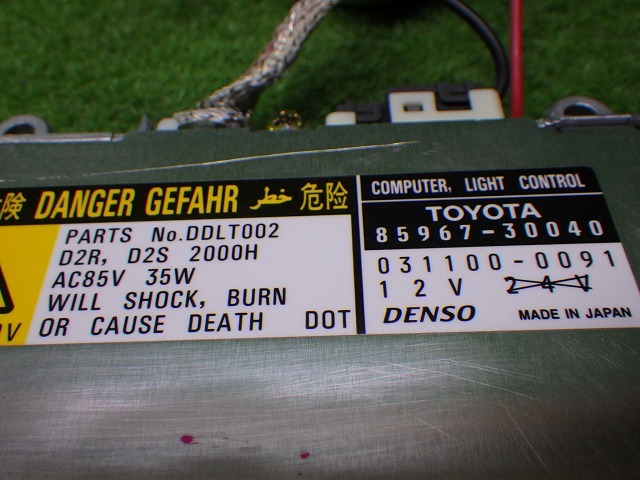 険 DANGER GEFAHR خطر 危险
PARTS No.DDLT002
D2R, D2S 2000H
AC85V 35W
WILL SHOCK, BURN
OR CAUSE DEATH DOT
COMPUTER, LIGHT CONTROL
TOYOTA
85967-30040
031100-0091
12V 24V
DENSO MADE IN JAPAN